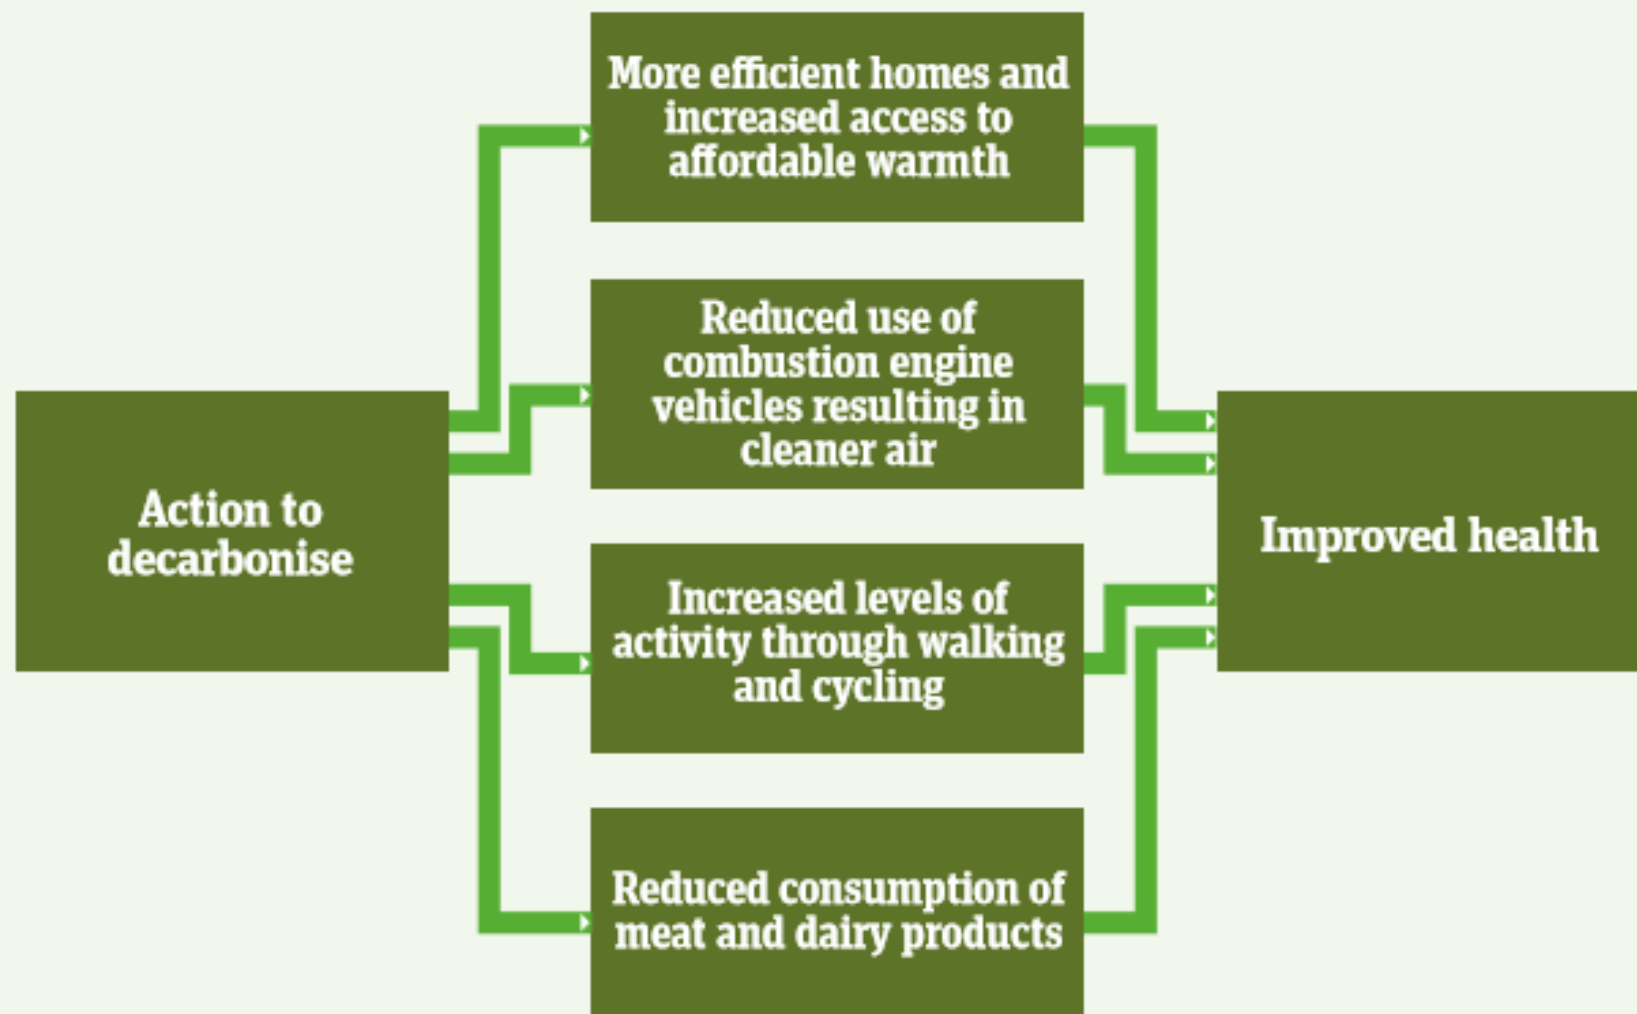 Action to
decarbonise
More efficient homes and
increased access to
affordable warmth
Reduced use of
combustion engine
vehicles resulting in
cleaner air
Increased levels of
activity through walking
and cycling
Reduced consumption of
meat and dairy products
Improved health